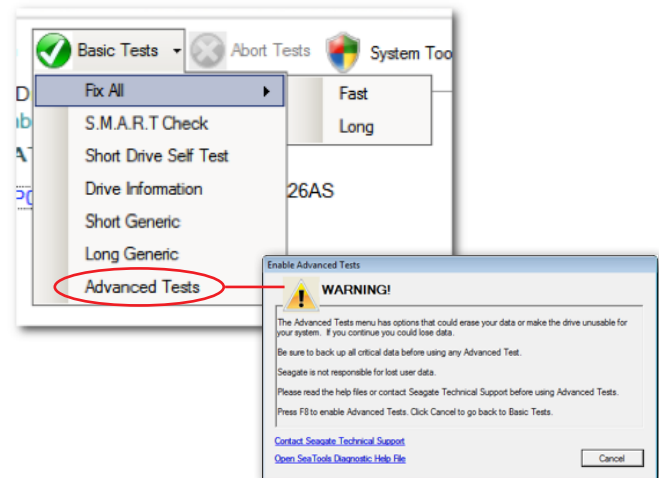 Basic Tests
Abort Tests
System Too
Fix All
Fast
S.M.A.R.T Check
Long
Short Drive Self Test
Drive Information
26AS
Short Generic
Long Generic
Advanced Tests
Enable Advanced Tests
WARNING!
The Advanced Tests menu has options that could erase your data or make the drive unusable for
your system. If you continue you could lose data.
Be sure to back up all critical data before using any Advanced Test.
Seagate is not responsible for lost user data.
Please read the help files or contact Seagate Technical Support before using Advanced Tests.
Press F8 to enable Advanced Tests. Click Cancel to go back to Basic Tests.
Contact Seagate Technical Support
Open SeaTools Diagnostic Help File
Cancel